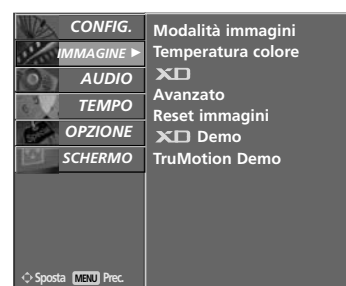 CONFIG.
IMMAGINE ►
AUDIO
TEMPO
OPZIONE
SCHERMO
Modalità immagini
Temperatura colore
XD
Avanzato
Reset immagini
XD Demo
TruMotion Demo
Sposta MENU Prec.